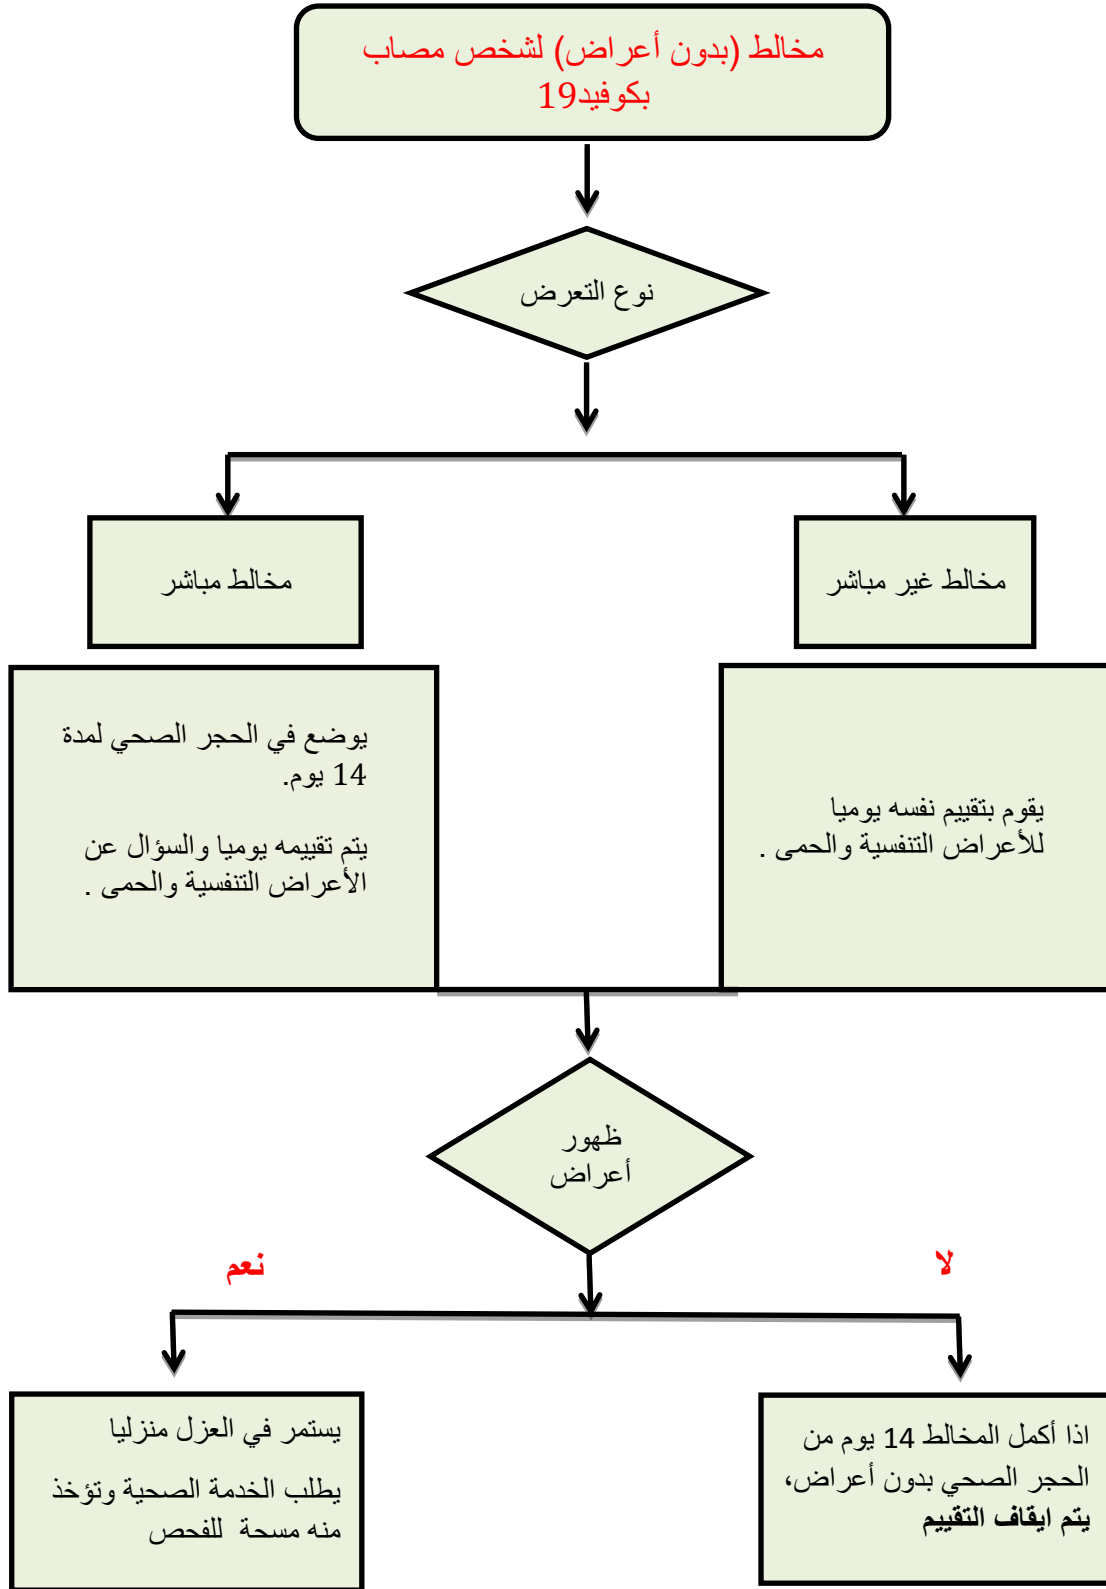 مخالط (بدون أعراض) لشخص مصاب
بكوفيد19
نوع التعرض
مخالط غير مباشر
مخالط مباشر
يقوم بتقييم نفسه يوميا
للأعراض التنفسية والحمى .
يوضع في الحجر الصحي لمدة
14 يوم.
يتم تقييمه يوميا والسؤال عن
الأعراض التنفسية والحمى .
ظهور
أعراض
لا
نعم
اذا أكمل المخالط 14 يوم من
الحجر الصحي بدون أعراض،
يتم ايقاف التقييم
يستمر في العزل منزليا
يطلب الخدمة الصحية وتؤخذ
منه مسحة للفحص